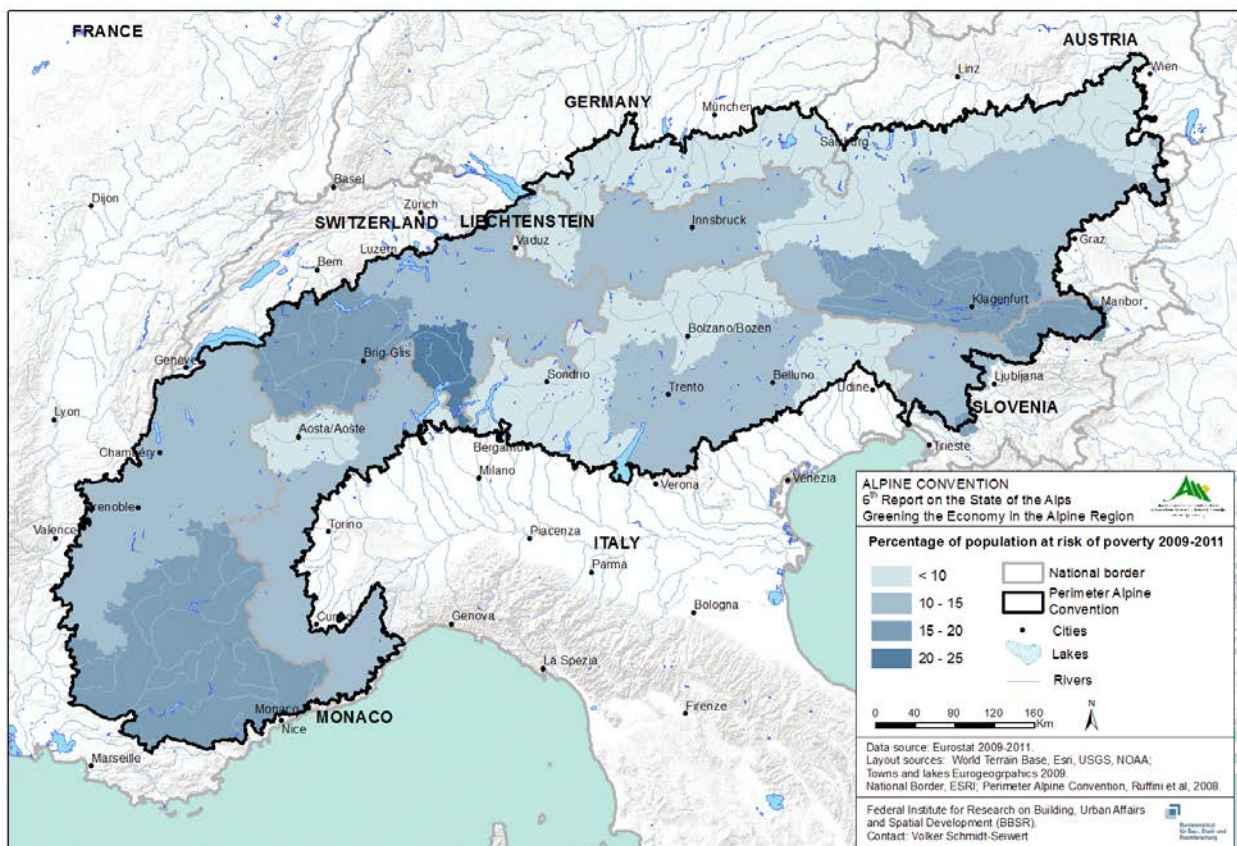 FRANCE
AUSTRIA
Linz
Wien
GERMANY
München
Salzburg
Basel
Dijon
Zürich
SWITZERLAND
LIECHTENSTEIN
Innsbruck
Luzern
Vaduz
Graz
Bern
Klagenfurt
Maribor
Bolzano/Bozen
Genève
Brig-Glis
Sondrio
Belluno
Ljubljana
Trento
Udine
Lyon
SLOVENIA
Aosta/Aoste
Trieste
Chambéry
Bergamo
Milano
Verona
Venezia
Grenoble
Valence
Torino
Piacenza
ITALY
Parma
Bologna
Cuneo
Genova
La Spezia
Monaco
MONACO
Nice
Firenze
Marseille
ALPINE CONVENTION
6th Report on the State of the Alps
Greening the Economy in the Alpine Region
Percentage of population at risk of poverty 2009-2011
< 10
10 - 15
15 - 20
20 - 25
National border
Perimeter Alpine
Convention
Cities
Lakes
Rivers
0 40 80 120 160
Km
N
Data source: Eurostat 2009-2011.
Layout sources: World Terrain Base, Esri, USGS, NOAA;
Towns and lakes Eurogeogrpahics 2009.
National Border, ESRI; Perimeter Alpine Convention, Ruffini et al, 2008.
Federal Institute for Research on Building, Urban Affairs
and Spatial Development (BBSR).
Contact: Volker Schmidt-Seiwert
Bundesinstitut
für Bau-, Stadt- und
Raumforschung